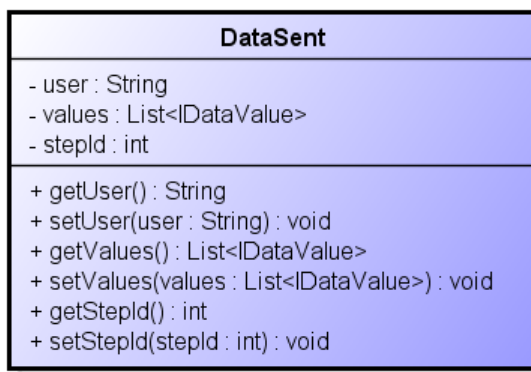 DataSent
- user : String
- values : List<IDataValue>
- stepId : int
+ getUser() : String
+ setUser(user : String) : void
+ getValues() : List<IDataValue>
+ setValues(values : List<IDataValue>) : void
+ getStepId() : int
+ setStepId(stepId : int) : void